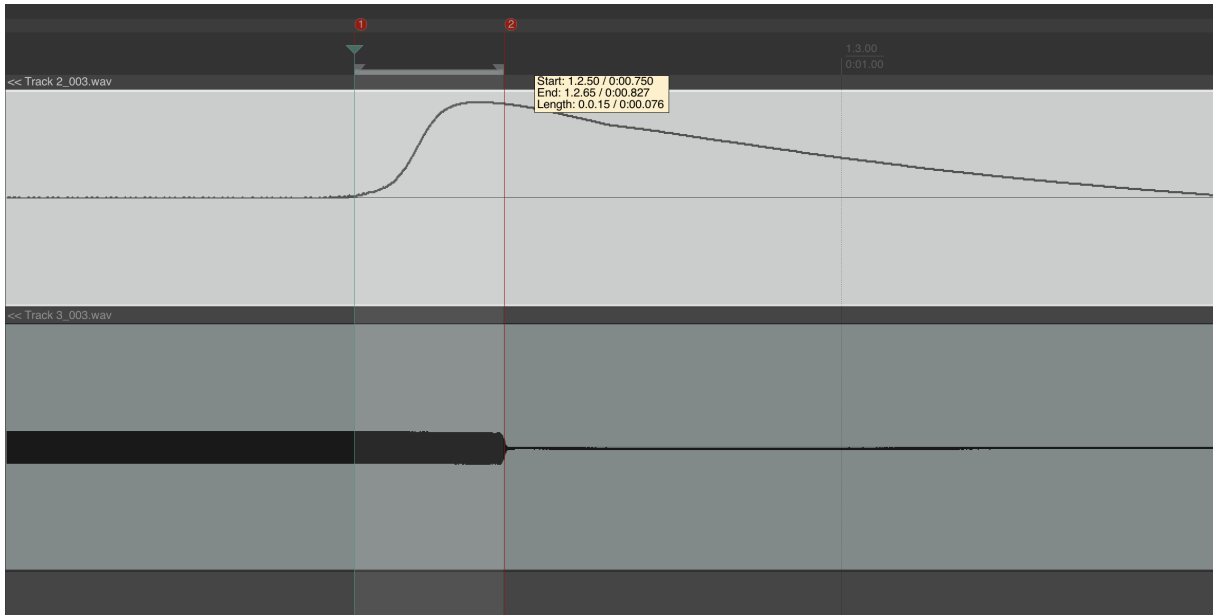 1
2
1.3.00
0:01.00
<< Track 2_003.wav
Start: 1.2.50 / 0:00.750
End: 1.2.65 / 0:00.827
Length: 0.0.15 / 0:00.076
<< Track 3_003.wav